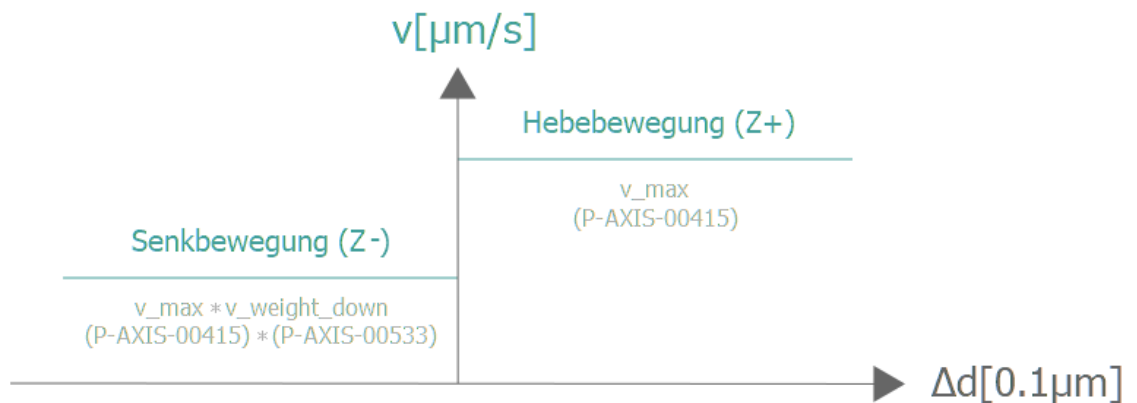 v[µm/s]
Hebebewegung (Z+)
v_max
(P-AXIS-00415)
Senkbewegung (Z-)
v_max*v_weight_down
(P-AXIS-00415)*(P-AXIS-00533)
Δd[0.1µm]